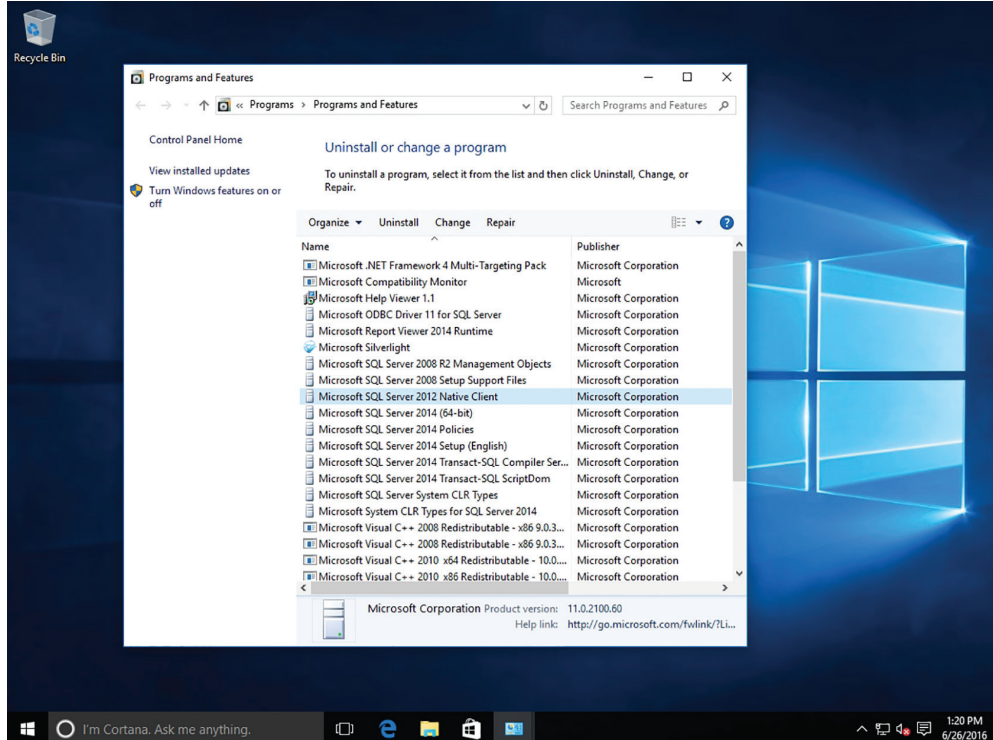 Recycle Bin
Programs and Features
« Programs > Programs and Features
Search Programs and Features
Control Panel Home
View installed updates
Turn Windows features on or
off
Uninstall or change a program
To uninstall a program, select it from the list and then click Uninstall, Change, or
Repair.
Organize Uninstall Change Repair
Name Publisher
Microsoft .NET Framework 4 Multi-Targeting Pack Microsoft Corporation
Microsoft Compatibility Monitor Microsoft
Microsoft Help Viewer 1.1 Microsoft Corporation
Microsoft ODBC Driver 11 for SQL Server Microsoft Corporation
Microsoft Report Viewer 2014 Runtime Microsoft Corporation
Microsoft Silverlight Microsoft Corporation
Microsoft SQL Server 2008 R2 Management Objects Microsoft Corporation
Microsoft SQL Server 2008 Setup Support Files Microsoft Corporation
Microsoft SQL Server 2012 Native Client Microsoft Corporation
Microsoft SQL Server 2014 (64-bit) Microsoft Corporation
Microsoft SQL Server 2014 Policies Microsoft Corporation
Microsoft SQL Server 2014 Setup (English) Microsoft Corporation
Microsoft SQL Server 2014 Transact-SQL Compiler Ser... Microsoft Corporation
Microsoft SQL Server 2014 Transact-SQL ScriptDom Microsoft Corporation
Microsoft SQL Server System CLR Types Microsoft Corporation
Microsoft System CLR Types for SQL Server 2014 Microsoft Corporation
Microsoft Visual C++ 2008 Redistributable - x86 9.0.3... Microsoft Corporation
Microsoft Visual C++ 2008 Redistributable - x86 9.0.3... Microsoft Corporation
Microsoft Visual C++ 2010 x64 Redistributable - 10.0.... Microsoft Corporation
Microsoft Visual C++ 2010 x86 Redistributable - 10.0.... Microsoft Corporation
Microsoft Corporation Product version: 11.0.2100.60
Help link: http://go.microsoft.com/fwlink/?Li...
I'm Cortana. Ask me anything.
1:20 PM
6/26/2016